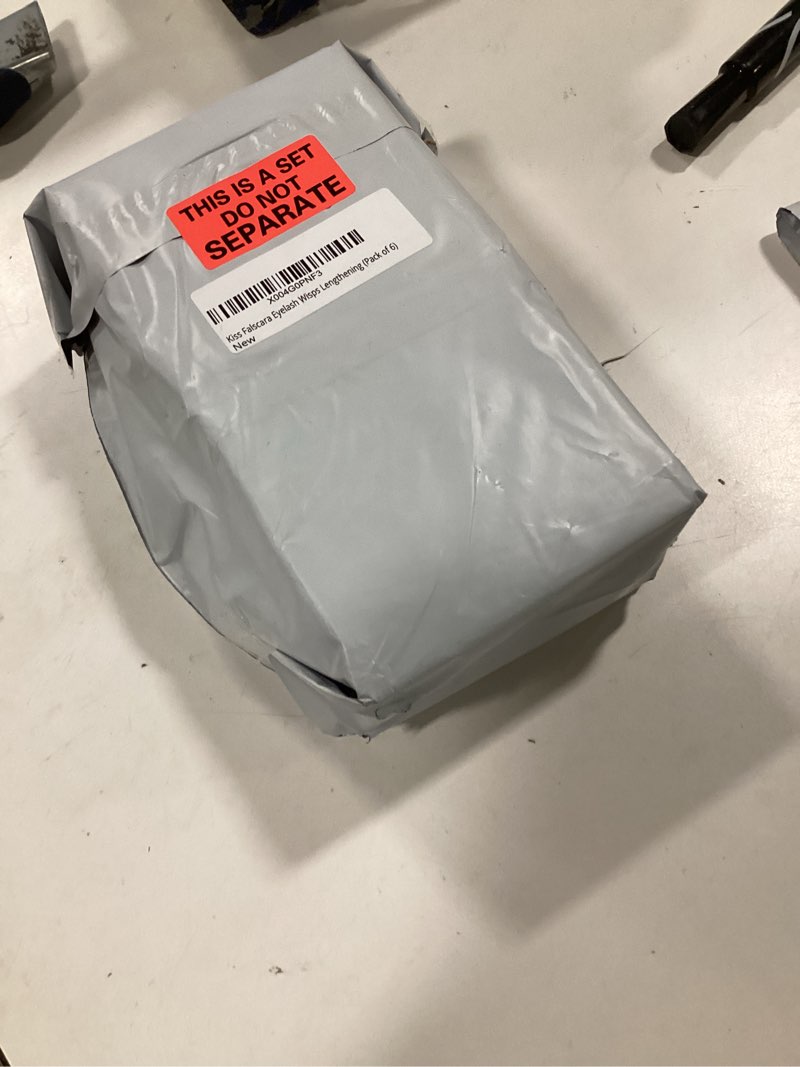 THIS IS A SET
DO NOT
SEPARATE
X004G0PNF3
Kiss Falscara Eyelash Wisps Lengthening (Pack of 6)
New